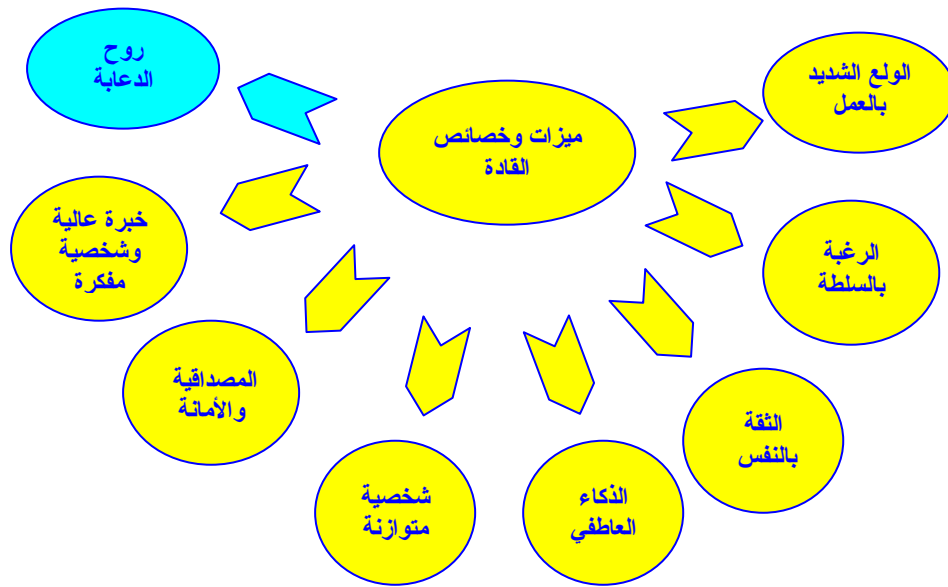 ميزات وخصائص
القادة
الولع الشديد
بالعمل
الرغبة
بالسلطة
الثقة
بالنفس
الذكاء
العاطفي
شخصية
متوازنة
المصداقية
والأمانة
خبرة عالية
وشخصية
مفكرة
روح
الدعابة